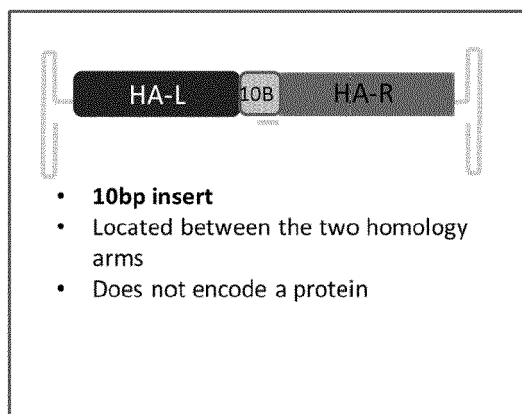 HA-L 10B HA-R
• 10bp insert
• Located between the two homology
arms
• Does not encode a protein